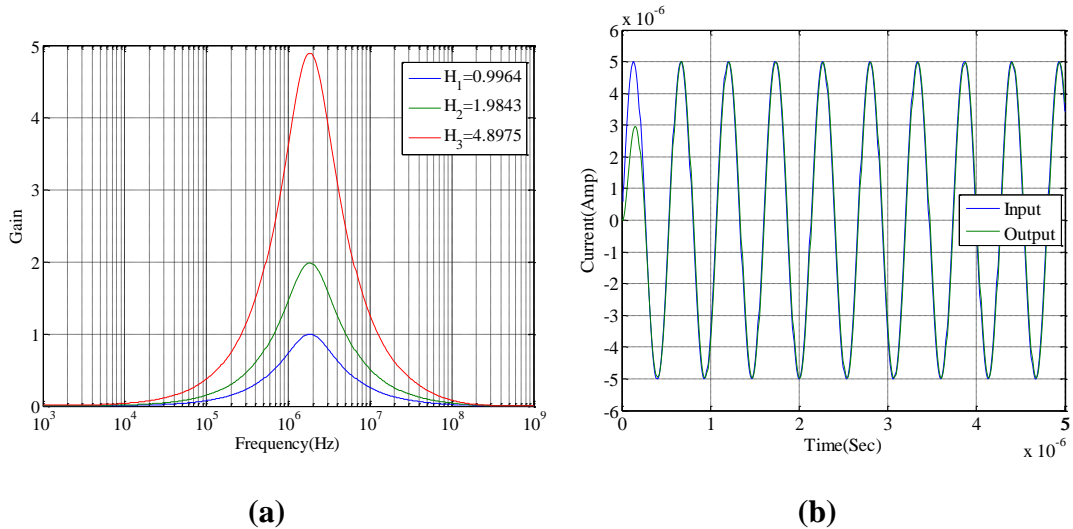 5
4
3
2
1
0
Gain
10^3
10^4
10^5
10^6
10^7
10^8
10^9
Frequency(Hz)
H_1=0.9964
H_2=1.9843
H_3=4.8975
(a)
x 10^-6
6
5
4
3
2
1
0
-1
-2
-3
-4
-5
-6
Current(Amp)
0
1
2
3
4
5
Time(Sec)
x 10^-6
Input
Output
(b)